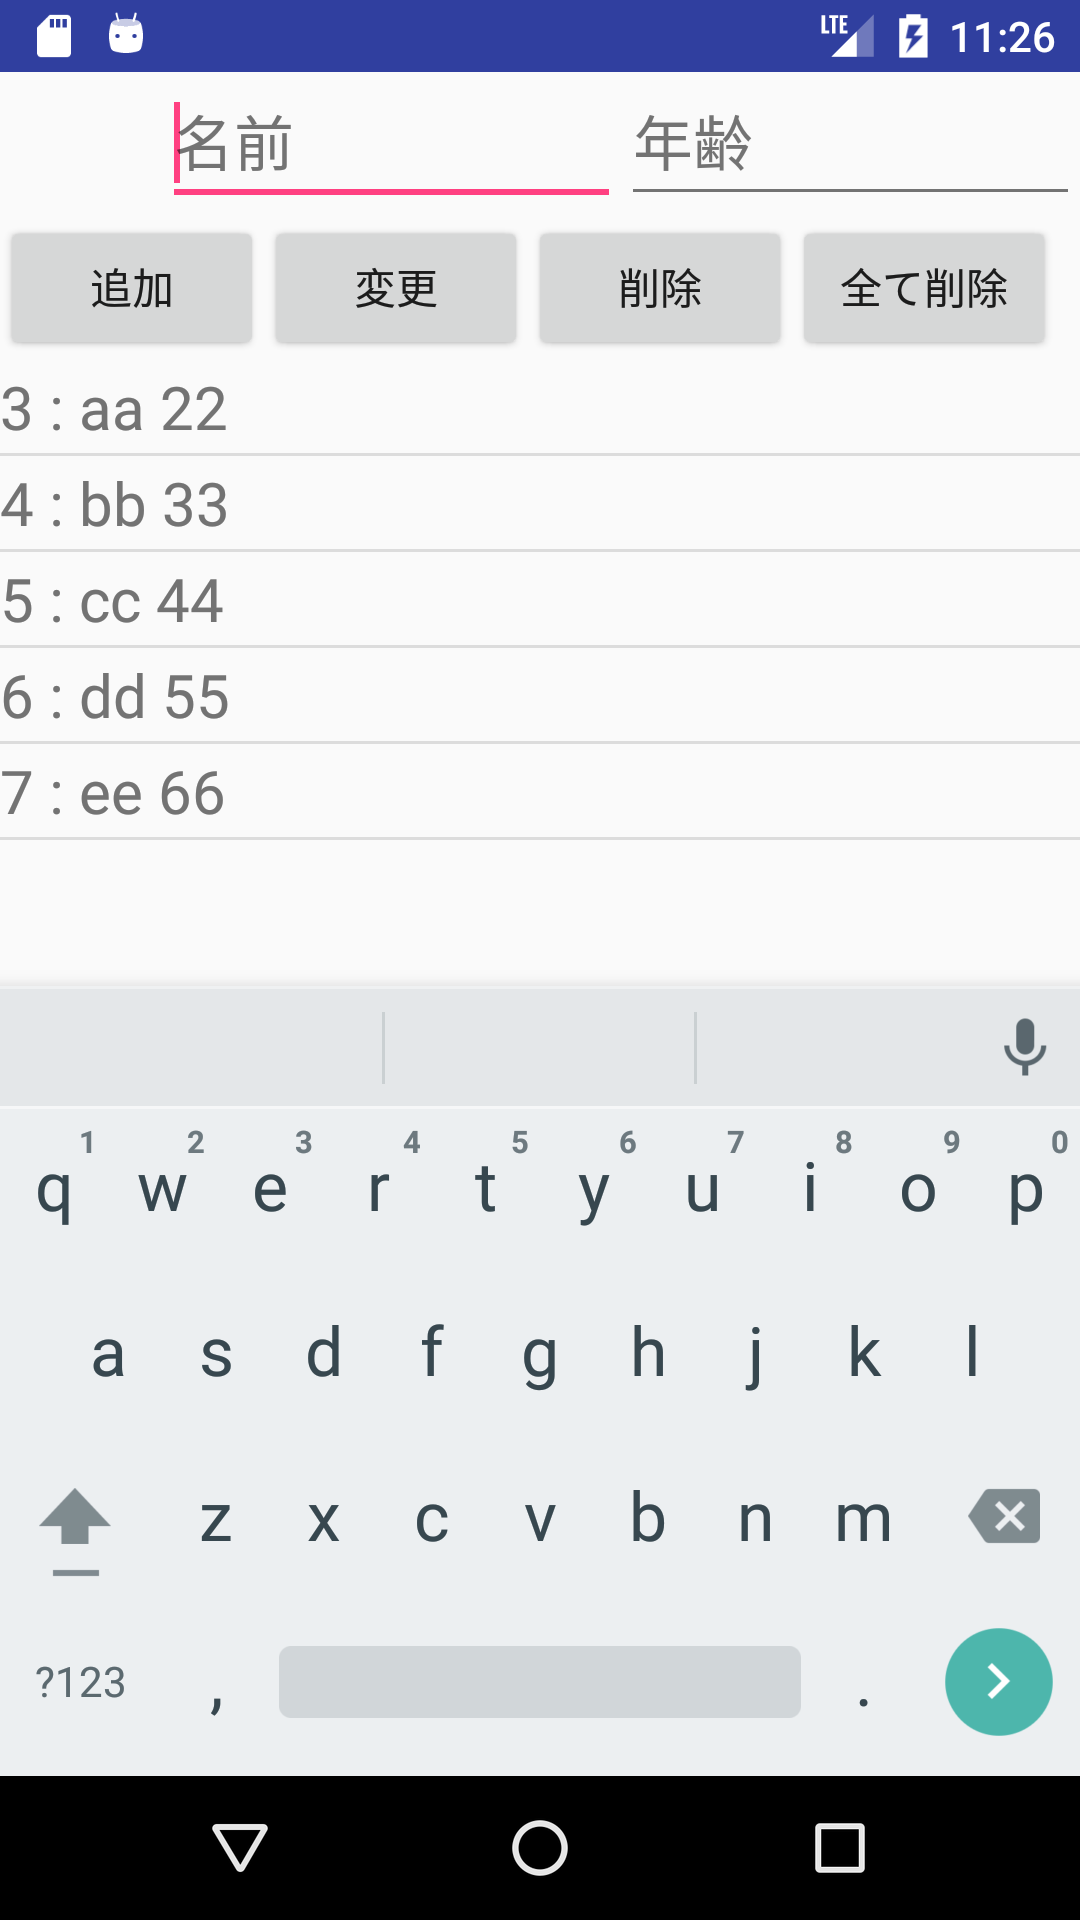 LTE 11:26
名前 年齢
追加 変更 削除 全て削除
3 : aa 22
4 : bb 33
5 : cc 44
6 : dd 55
7 : ee 66
1 2 3 4 5 6 7 8 9 0
q w e r t y u i o p
a s d f g h j k l
z x c v b n m
?123 , .